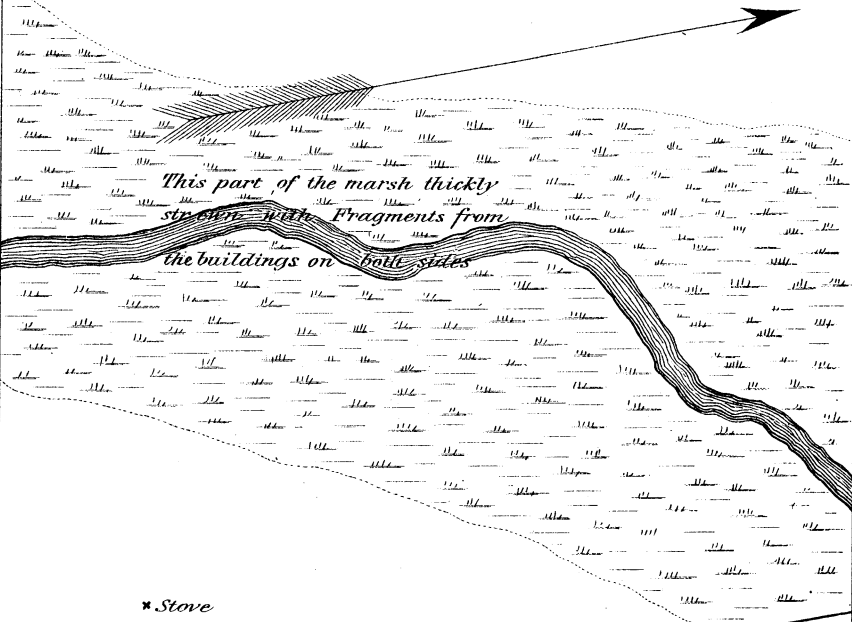 This part of the marsh thickly
strewn with Fragments from
the buildings on both sides
× Stove